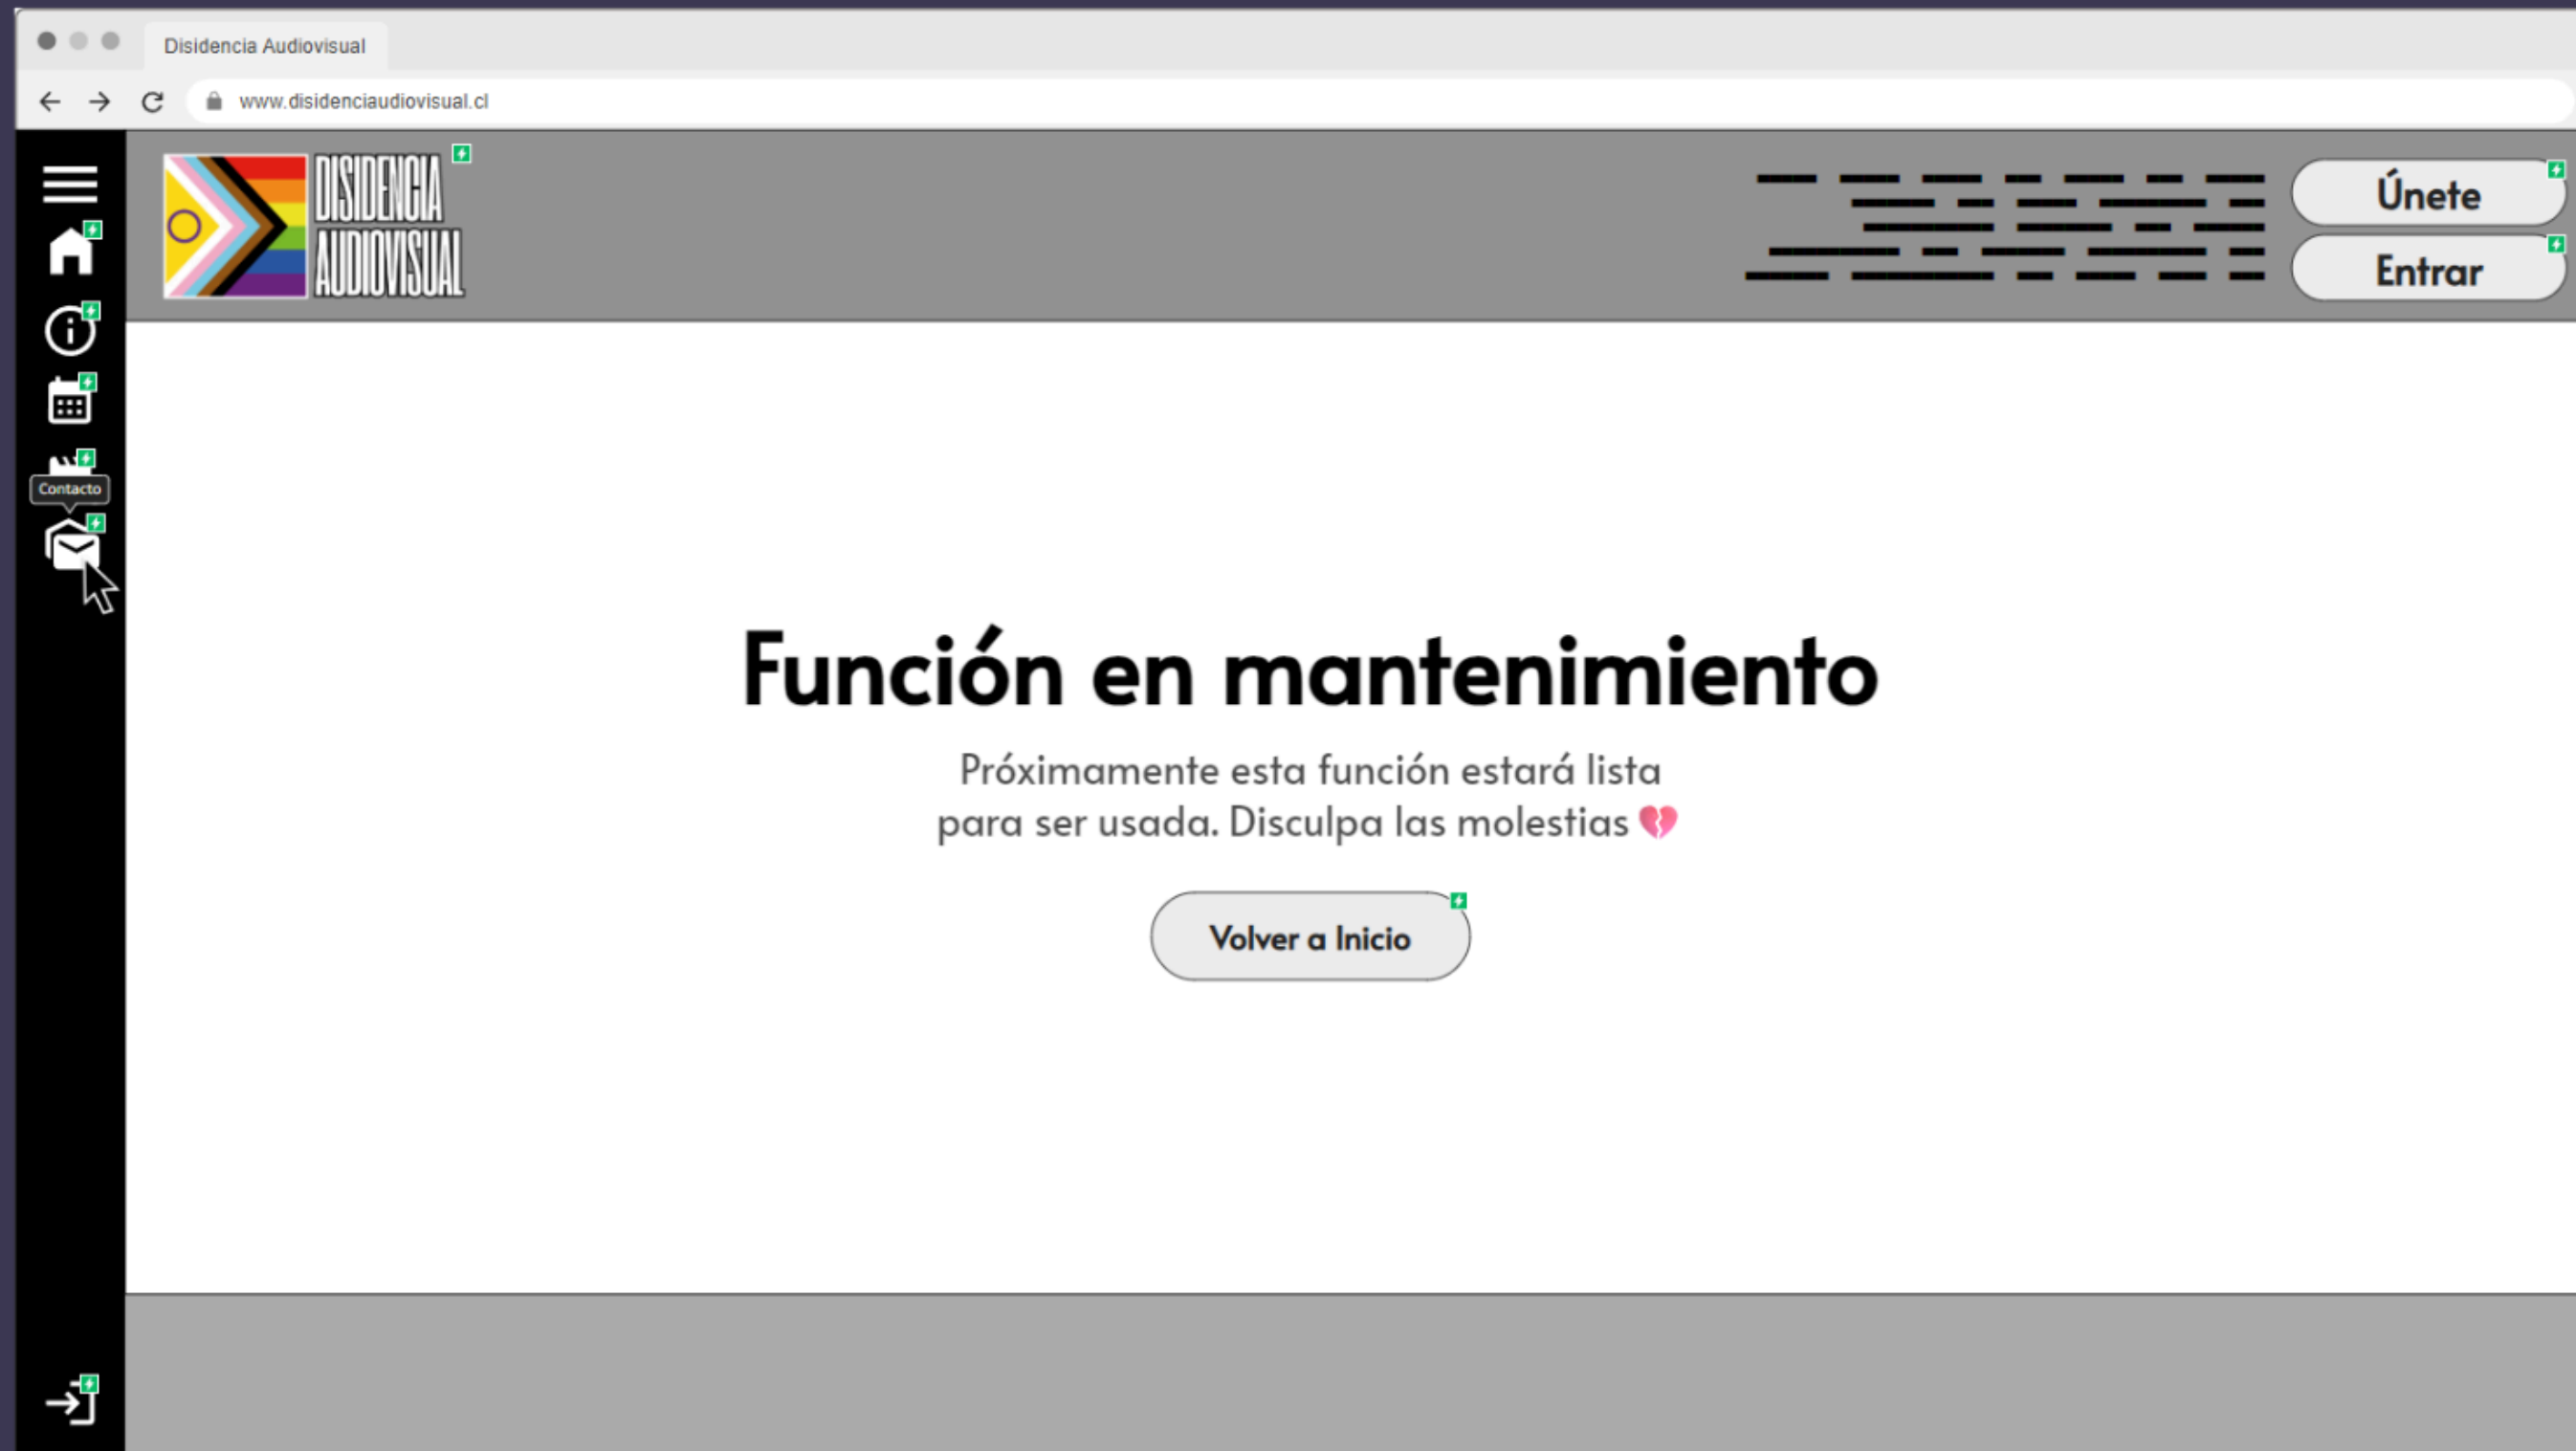 Disidencia Audiovisual
www.disidenciaudiovisual.cl
DISIDENCIA
AUDIOVISUAL
Únete
Entrar
Contacto
Función en mantenimiento
Próximamente esta función estará lista
para ser usada. Disculpa las molestias 💔
Volver a Inicio